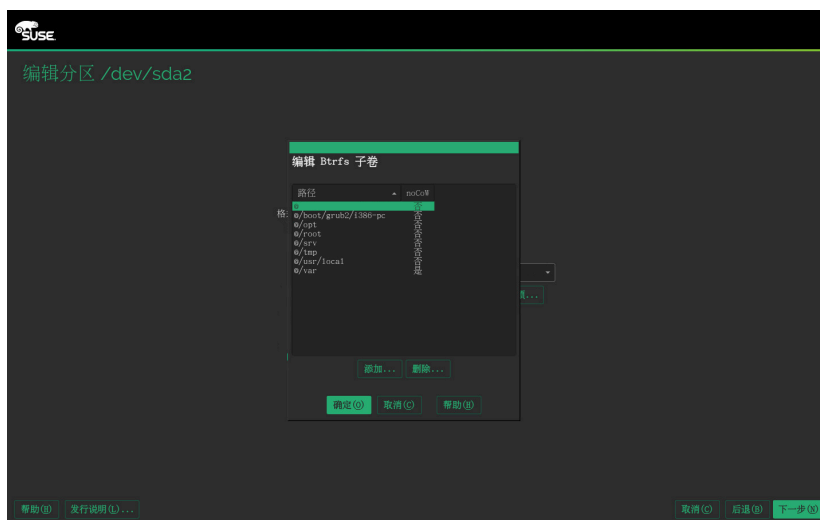 SUSE
编辑分区 /dev/sda2
编辑 Btrfs 子卷
路径 noCoW
@ 否
@/boot/grub2/i386-pc 否
@/opt 否
@/root 否
@/srv 否
@/tmp 否
@/usr/local 否
@/var 是
添加... 删除...
确定(O) 取消(C) 帮助(H)
帮助(H) 发行说明(L)... 取消(C) 后退(B) 下一步(N)